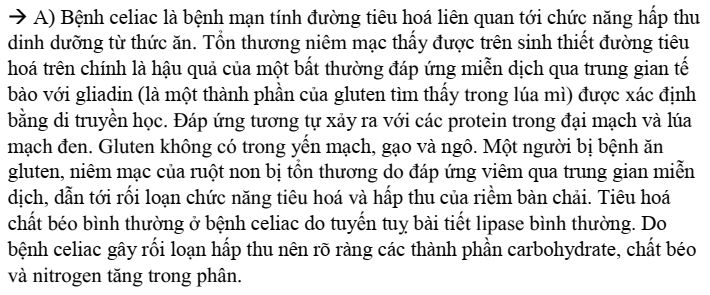 → A) Bệnh celiac là bệnh mạn tính đường tiêu hoá liên quan tới chức năng hấp thu
dinh dưỡng từ thức ăn. Tổn thương niêm mạc thấy được trên sinh thiết đường tiêu
hoá trên chính là hậu quả của một bất thường đáp ứng miễn dịch qua trung gian tế
bào với gliadin (là một thành phần của gluten tìm thấy trong lúa mì) được xác định
bằng di truyền học. Đáp ứng tương tự xảy ra với các protein trong đại mạch và lúa
mạch đen. Gluten không có trong yến mạch, gạo và ngô. Một người bị bệnh ăn
gluten, niêm mạc của ruột non bị tổn thương do đáp ứng viêm qua trung gian miễn
dịch, dẫn tới rối loạn chức năng tiêu hoá và hấp thu của riềm bàn chải. Tiêu hoá
chất béo bình thường ở bệnh celiac do tuyến tuỵ bài tiết lipase bình thường. Do
bệnh celiac gây rối loạn hấp thu nên rõ ràng các thành phần carbohydrate, chất béo
và nitrogen tăng trong phân.